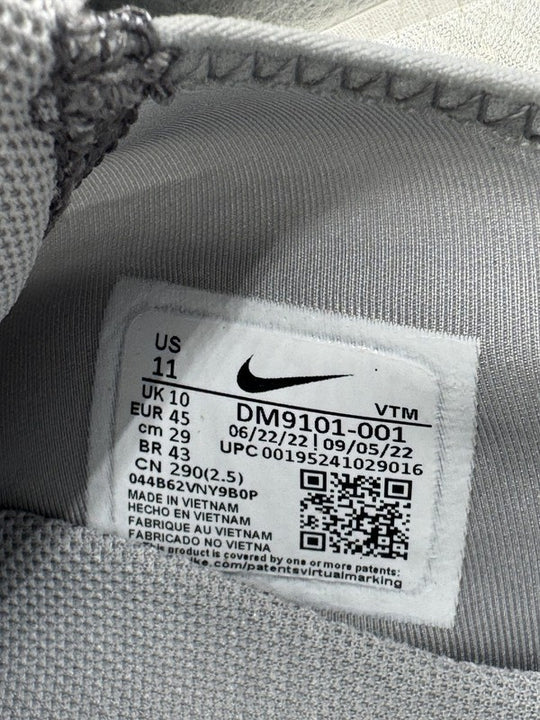 US
11
UK 10
EUR 45
cm 29
BR 43
CN 290(2.5)
VTM
DM9101-001
06/22/22 | 09/05/22
UPC 00195241029016
044B62VNY9B0P
MADE IN VIETNAM
HECHO EN VIETNAM
FABRIQUE AU VIETNAM
FABRICADO NO VIETNA
product is covered by one or more patents:
.com/patentsvirtualmarking